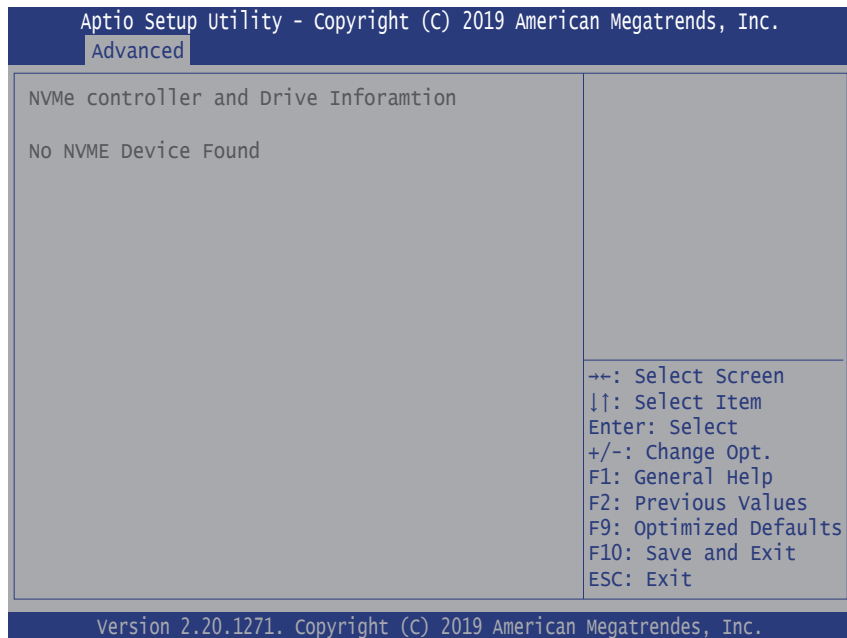 Aptio Setup Utility - Copyright (C) 2019 American Megatrends, Inc.
Advanced
NVMe controller and Drive Inforamtion
No NVME Device Found
→←: Select Screen
↓↑: Select Item
Enter: Select
+/-: Change Opt.
F1: General Help
F2: Previous Values
F9: Optimized Defaults
F10: Save and Exit
ESC: Exit
Version 2.20.1271. Copyright (C) 2019 American Megatrendes, Inc.